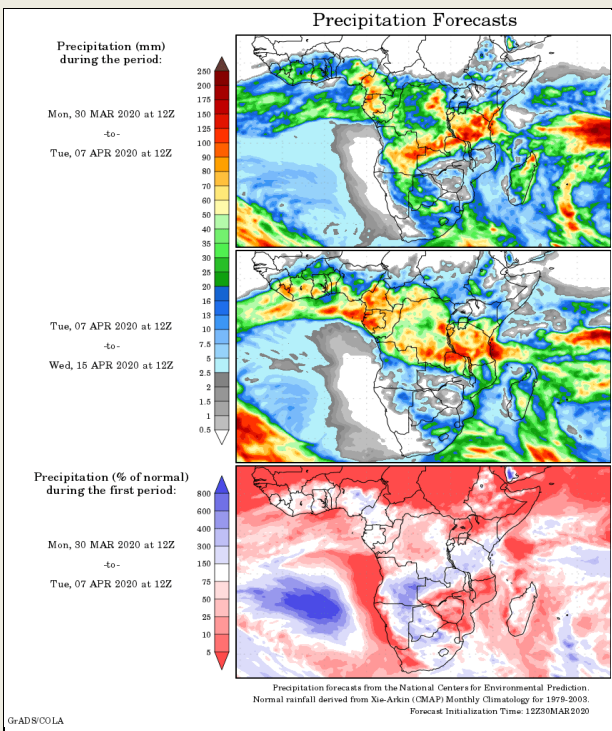 Precipitation Forecasts
Precipitation (mm)
during the period:
Mon, 30 MAR 2020 at 12Z
-to-
Tue, 07 APR 2020 at 12Z
250
200
175
150
125
100
90
80
70
60
50
40
35
30
25
20
16
13
10
7.5
5
2.5
2
1.5
1
0.5
Tue, 07 APR 2020 at 12Z
-to-
Wed, 15 APR 2020 at 12Z
Precipitation (% of normal)
during the first period:
Mon, 30 MAR 2020 at 12Z
-to-
Tue, 07 APR 2020 at 12Z
800
600
400
300
150
75
50
25
10
5
Precipitation forecasts from the National Centers for Environmental Prediction.
Normal rainfall derived from Xie-Arkin (CMAP) Monthly Climatology for 1979-2003.
Forecast Initialization Time: 12Z30MAR2020
GrADS/COLA